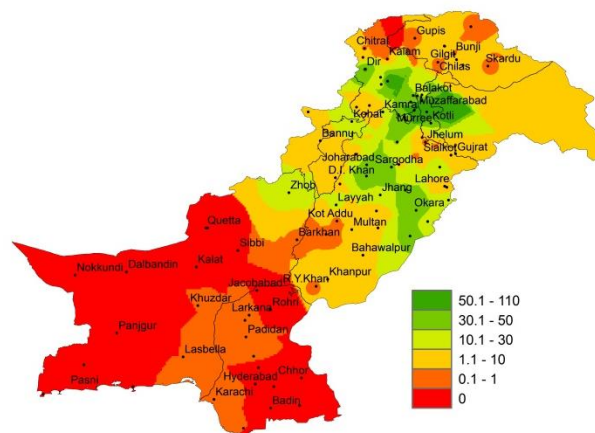 Chitral
Gupis
Kalam
Gilgit
Bunji
Chilas
Skardu
Dir
Balakot
Kamra
Muzaffarabad
Murree
Kotli
Kohat
Bannu
Jhelum
Sialkot
Gujrat
Joharabad
Sargodha
D.I. Khan
Lahore
Zhob
Jhang
Layyah
Okara
Kot Addu
Quetta
Multan
Barkhan
Sibbi
Bahawalpur
Nokkundi
Dalbandin
Kalat
R.Y.Khan
Khanpur
Jacobabad
Khuzdar
Larkana
Rohri
Panjgur
Padidan
Lasbella
Pasni
Hyderabad
Chhor
Karachi
Badin
50.1 - 110
30.1 - 50
10.1 - 30
1.1 - 10
0.1 - 1
0